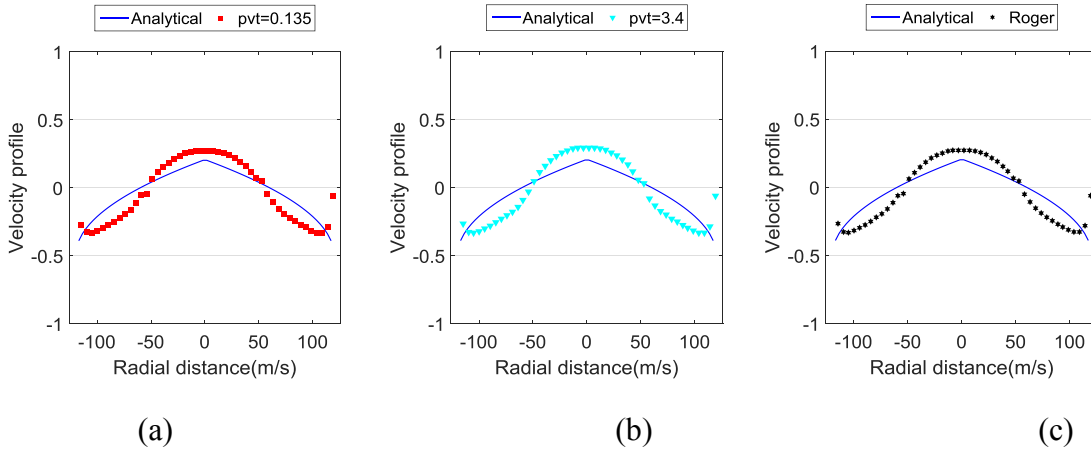 Analytical pvt=0.135
Analytical pvt=3.4
Analytical Roger
Velocity profile
1
0.5
0
-0.5
-1
-100 -50 0 50 100
Radial distance(m/s)
Velocity profile
1
0.5
0
-0.5
-1
-100 -50 0 50 100
Radial distance(m/s)
Velocity profile
1
0.5
0
-0.5
-1
-100 -50 0 50 100
Radial distance(m/s)
(a) (b) (c)